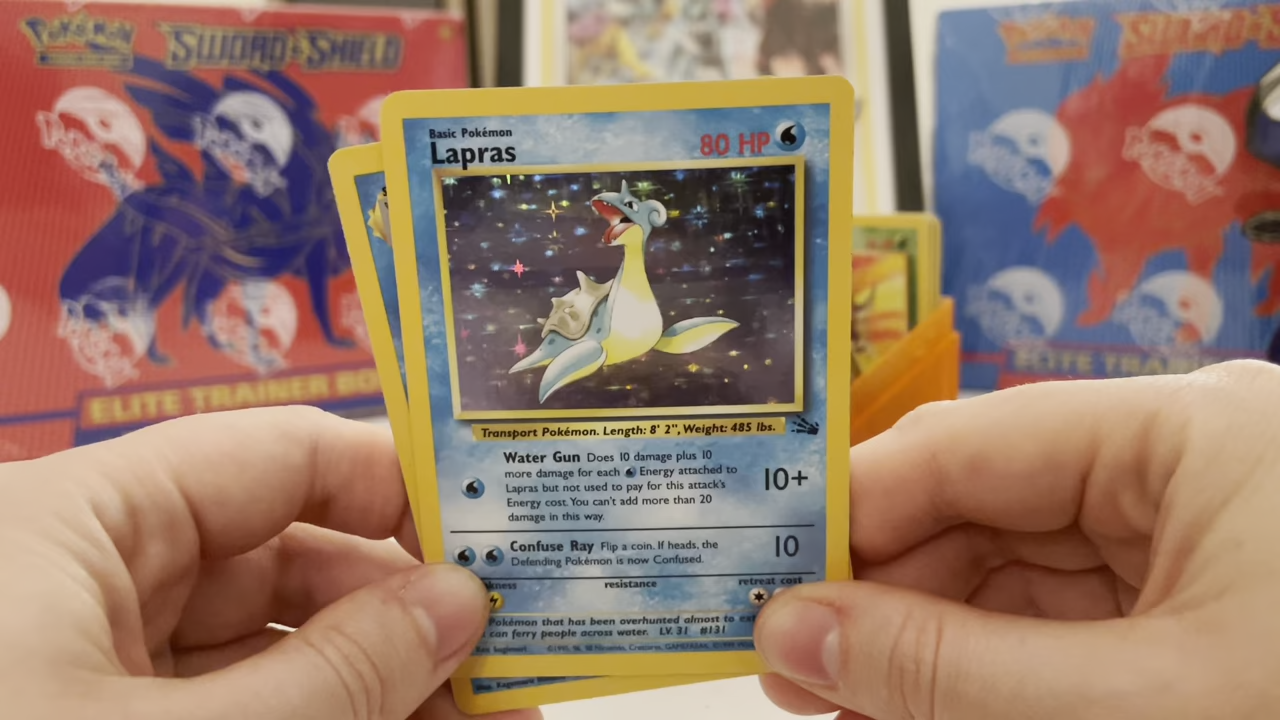 Pokémon
SWORD & SHIELD
ELITE TRAINER BO
ELITE TRAI
Basic Pokémon
Lapras
80 HP
Transport Pokémon. Length: 8' 2", Weight: 485 lbs.
Water Gun Does 10 damage plus 10
more damage for each Energy attached to
Lapras but not used to pay for this attack's
Energy cost. You can't add more than 20
damage in this way.
10+
Confuse Ray Flip a coin. If heads, the
Defending Pokémon is now Confused.
10
kness
resistance
retreat cost
Pokémon that has been overhunted almost to ext
can ferry people across water. LV. 31 #131